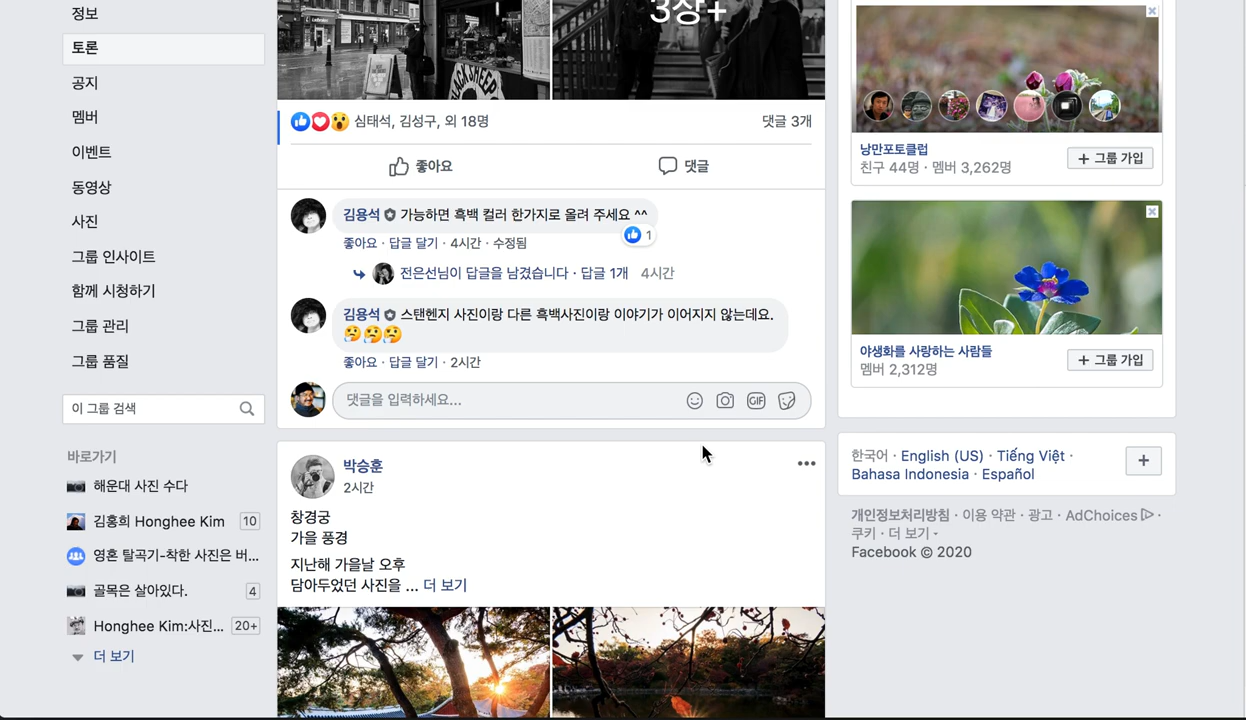 정보
토론
공지
멤버
이벤트
동영상
사진
그룹 인사이트
함께 시청하기
그룹 관리
그룹 품질
이 그룹 검색
바로가기
해운대 사진 수다
김홍희 Honghee Kim 10
영혼 탈곡기-착한 사진은 버...
골목은 살아있다. 4
Honghee Kim:사진... 20+
더 보기
3장+
BLACK SHEEP
심태석, 김성구, 외 18명 댓글 3개
좋아요 댓글
김용석 가능하면 흑백 컬러 한가지로 올려 주세요 ^^
1
좋아요 · 답글 달기 · 4시간 · 수정됨
전은선님이 답글을 남겼습니다 · 답글 1개 4시간
김용석 스탠헨지 사진이랑 다른 흑백사진이랑 이야기가 이어지지 않는데요.
좋아요 · 답글 달기 · 2시간
댓글을 입력하세요...
GIF
박승훈
2시간
창경궁
가을 풍경
지난해 가을날 오후
담아두었던 사진을 ... 더 보기
낭만포토클럽
친구 44명 · 멤버 3,262명
+ 그룹 가입
야생화를 사랑하는 사람들
멤버 2,312명
+ 그룹 가입
한국어 · English (US) · Tiếng Việt ·
Bahasa Indonesia · Español
+
개인정보처리방침 · 이용 약관 · 광고 · AdChoices ·
쿠키 · 더 보기
Facebook © 2020